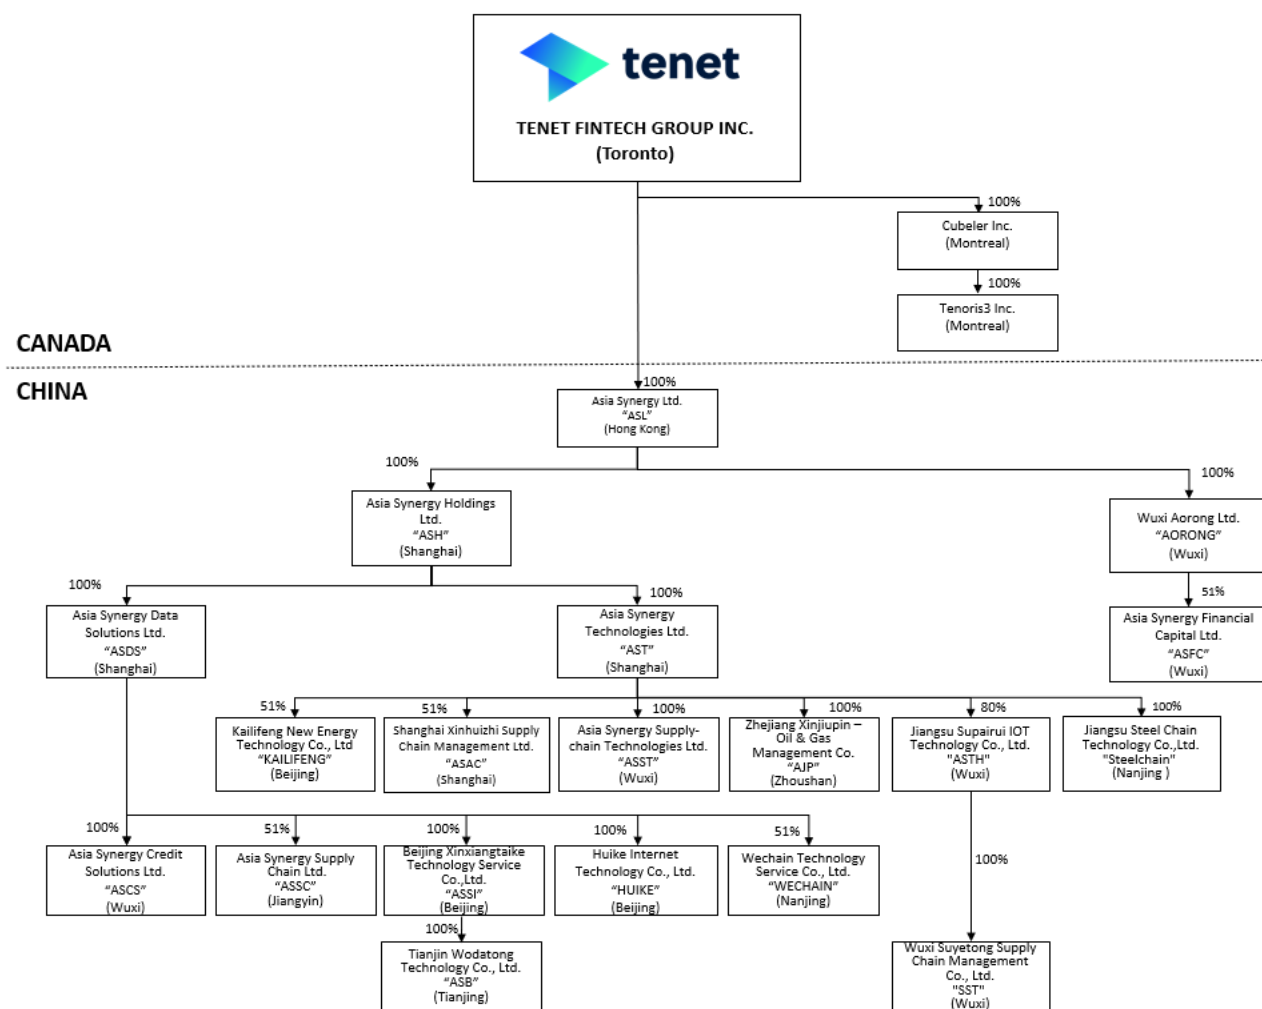 tenet
TENET FINTECH GROUP INC.
(Toronto)
100%
Cubeler Inc.
(Montreal)
100%
Tenoris3 Inc.
(Montreal)
CANADA
CHINA
100%
Asia Synergy Ltd.
“ASL”
(Hong Kong)
100%
100%
Asia Synergy Holdings
Ltd.
“ASH”
(Shanghai)
Wuxi Aorong Ltd.
“AORONG”
(Wuxi)
100%
100%
51%
Asia Synergy Data
Solutions Ltd.
“ASDS”
(Shanghai)
Asia Synergy
Technologies Ltd.
“AST”
(Shanghai)
Asia Synergy Financial
Capital Ltd.
“ASFC”
(Wuxi)
51%
51%
100%
100%
80%
100%
Kailifeng New Energy
Technology Co., Ltd
“KAILIFENG”
(Beijing)
Shanghai Xinhuizhi Supply
Chain Management Ltd.
“ASAC”
(Shanghai)
Asia Synergy Supply-
chain Technologies Ltd.
“ASST”
(Wuxi)
Zhejiang Xinjiupin –
Oil & Gas
Management Co.
“AJP”
(Zhoushan)
Jiangsu Supairui IOT
Technology Co., Ltd.
"ASTH"
(Wuxi)
Jiangsu Steel Chain
Technology Co.,Ltd.
"Steelchain"
(Nanjing )
100%
51%
100%
100%
51%
100%
Asia Synergy Credit
Solutions Ltd.
“ASCS”
(Wuxi)
Asia Synergy Supply
Chain Ltd.
“ASSC”
(Jiangyin)
Beijing Xinxiangtaike
Technology Service
Co.,Ltd.
“ASSI”
(Beijing)
Huike Internet
Technology Co., Ltd.
“HUIKE”
(Beijing)
Wechain Technology
Service Co., Ltd.
“WECHAIN”
(Nanjing)
100%
Tianjin Wodatong
Technology Co., Ltd.
“ASB”
(Tianjing)
Wuxi Suyetong Supply
Chain Management
Co., Ltd.
"SST"
(Wuxi)